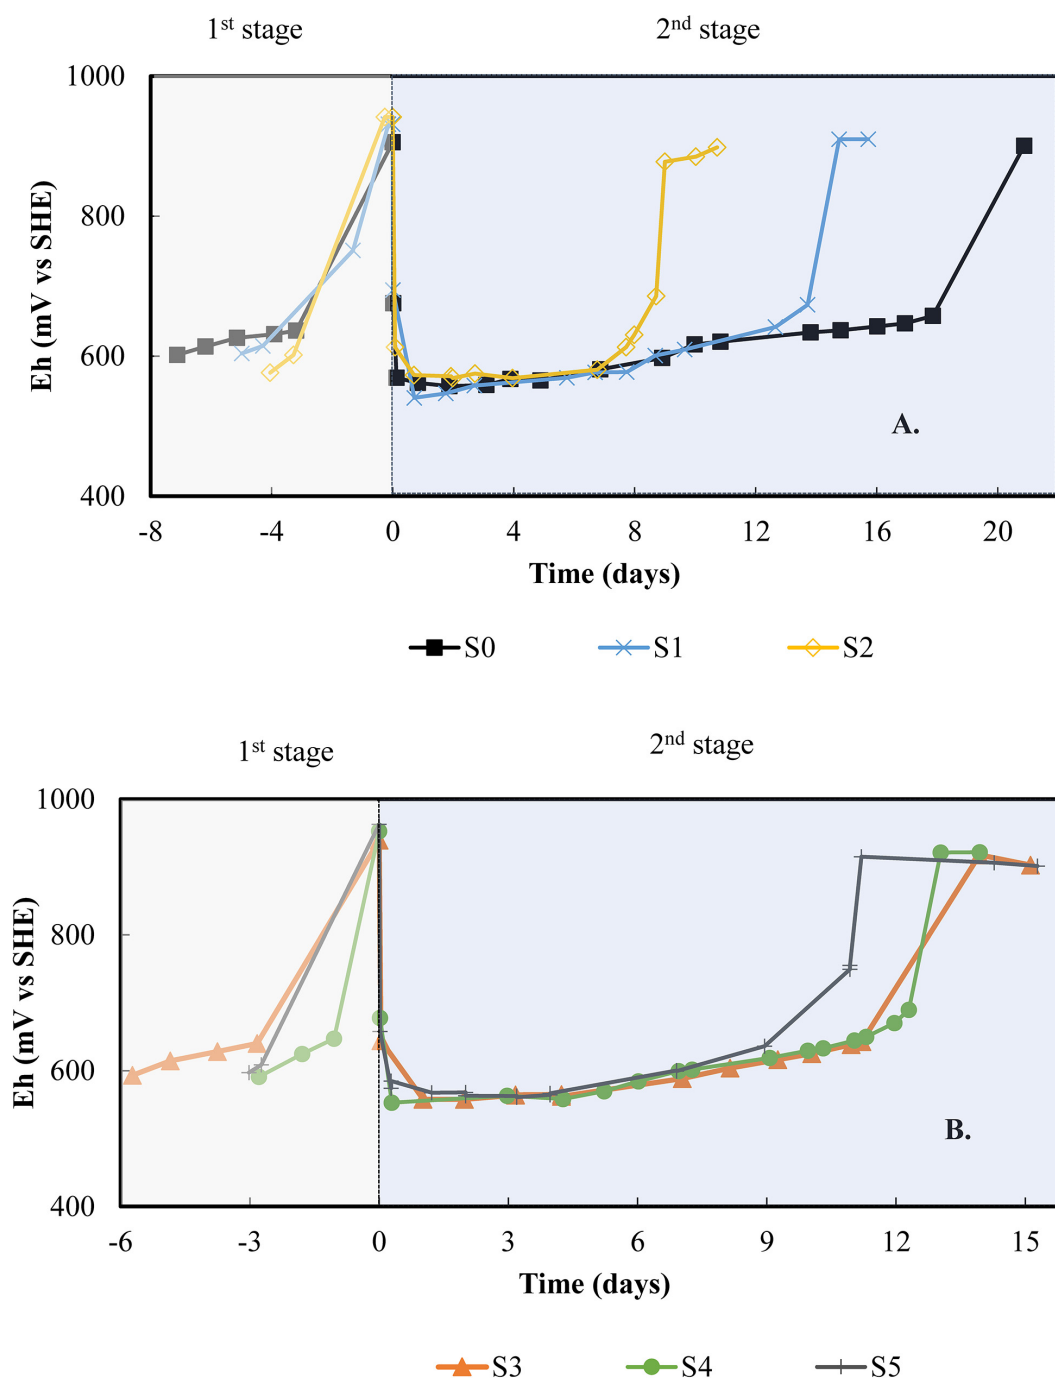 1st stage 2nd stage
1000
800
600
400
Eh (mV vs SHE)
A.
-8 -4 0 4 8 12 16 20
Time (days)
S0 S1 S2
1st stage 2nd stage
1000
800
600
400
Eh (mV vs SHE)
B.
-6 -3 0 3 6 9 12 15
Time (days)
S3 S4 S5